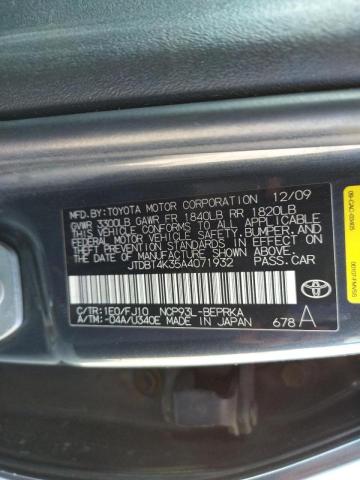 MFD.BY:TOYOTA MOTOR CORPORATION 12/09
GVWR 3300LB GAWR FR 1840LB RR 1820LB
THIS VEHICLE CONFORMS TO ALL APPLICABLE
FEDERAL MOTOR VEHICLE SAFETY, BUMPER, AND
THEFT PREVENTION STANDARDS IN EFFECT ON
THE DATE OF MANUFACTURE SHOWN ABOVE.
JTDBT4K35A4071932 PASS.CAR
C/TR:1E0/FJ10 NCP93L-BEPRKA
A/TM:-04A/U340E MADE IN JAPAN 678A
TOYOTA